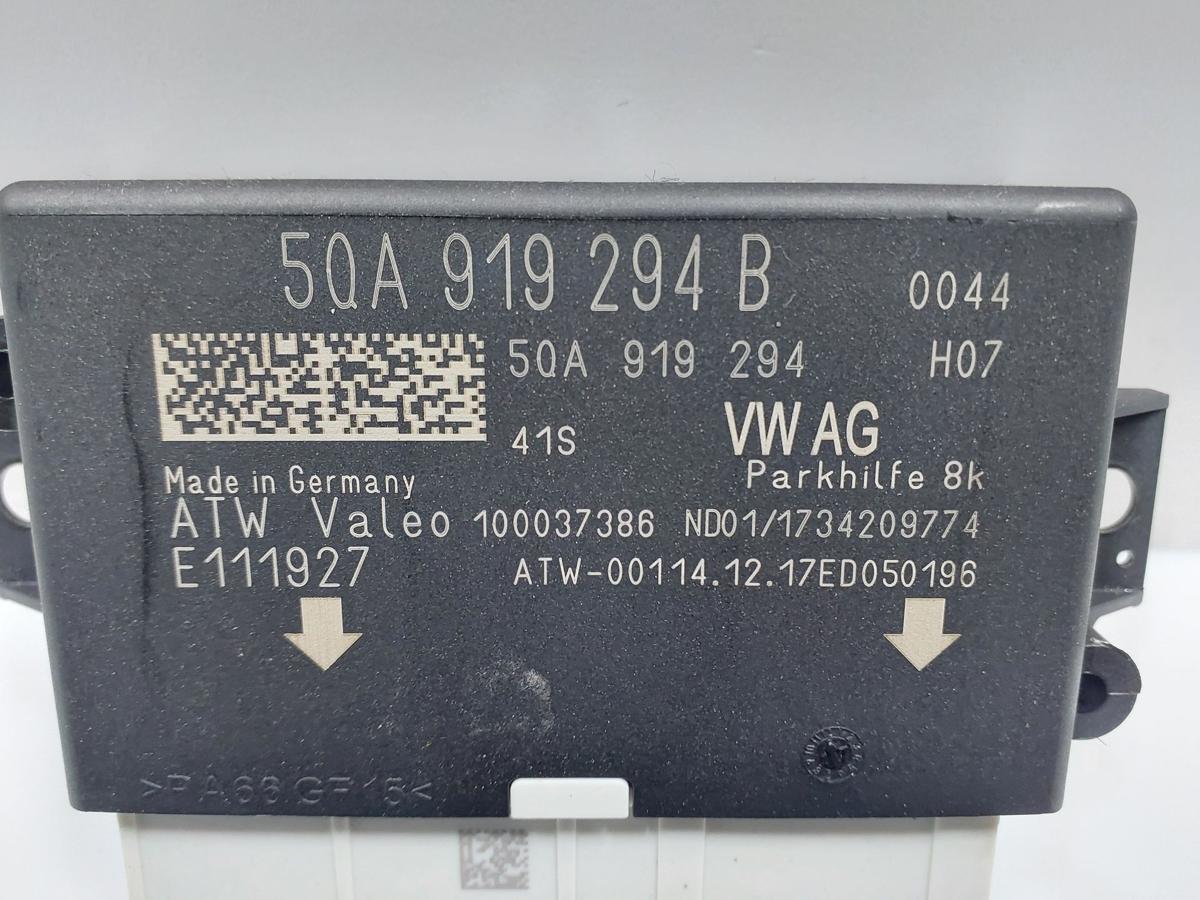 5QA 919 294 B 0044
5QA 919 294 H07
41S VW AG
Parkhilfe 8k
Made in Germany
ATW Valeo 100037386 ND01/1734209774
E111927 ATW-00114.12.17ED050196
>PA66 GF15<